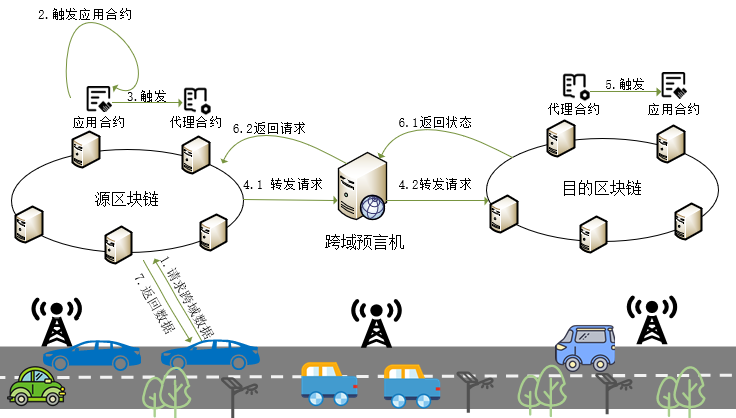 2.触发应用合约
3.触发
应用合约
代理合约
5.触发
代理合约
应用合约
6.2返回请求
6.1返回状态
源区块链
4.1 转发请求
4.2转发请求
目的区块链
跨域预言机
1. 请求跨域数据
7. 返回数据